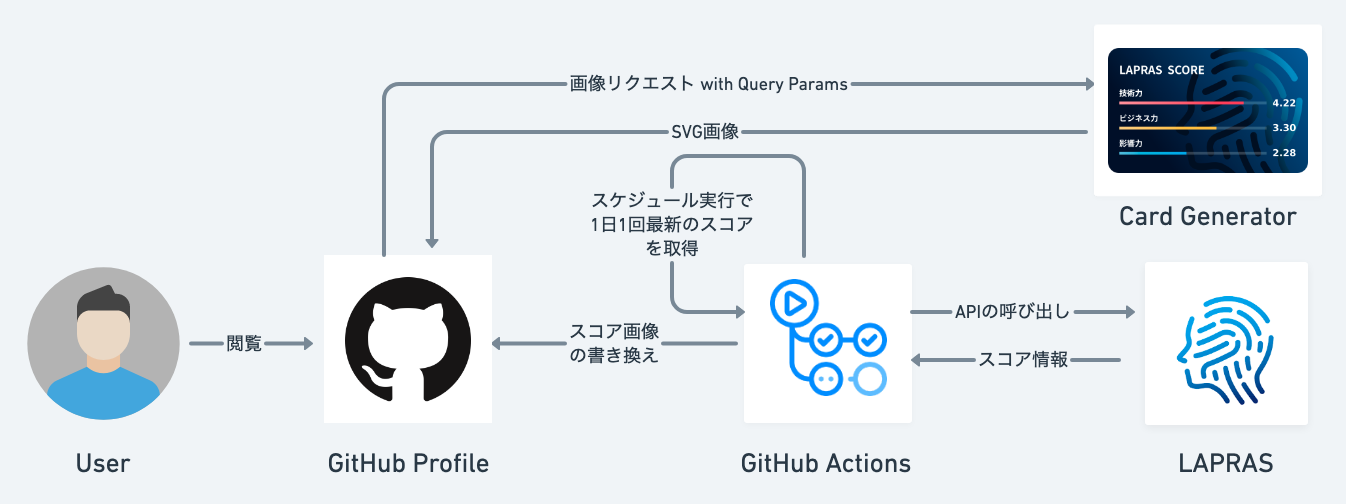 画像リクエスト with Query Params
LAPRAS SCORE
技術力
4.22
ビジネス力
3.30
影響力
2.28
SVG画像
スケジュール実行で
1日1回最新のスコア
を取得
Card Generator
閲覧
スコア画像
の書き換え
APIの呼び出し
スコア情報
User
GitHub Profile
GitHub Actions
LAPRAS